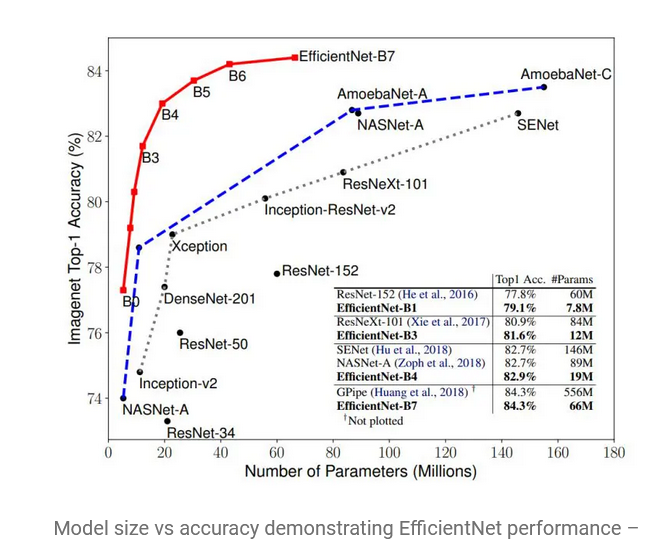 EfficientNet-B7
84
B6
AmoebaNet-C
B5
AmoebaNet-A
B4
NASNet-A
SENet
82
B3
ResNeXt-101
80
Inception-ResNet-v2
Xception
78
ResNet-152
B0
DenseNet-201
Top1 Acc. #Params
ResNet-152 (He et al., 2016) 77.8% 60M
EfficientNet-B1 79.1% 7.8M
ResNeXt-101 (Xie et al., 2017) 80.9% 84M
EfficientNet-B3 81.6% 12M
SENet (Hu et al., 2018) 82.7% 146M
NASNet-A (Zoph et al., 2018) 82.7% 89M
EfficientNet-B4 82.9% 19M
GPipe (Huang et al., 2018) † 84.3% 556M
EfficientNet-B7 84.3% 66M
†Not plotted
76
ResNet-50
Inception-v2
74
NASNet-A
ResNet-34
0 20 40 60 80 100 120 140 160 180
Number of Parameters (Millions)
Imagenet Top-1 Accuracy (%)
Model size vs accuracy demonstrating EfficientNet performance –